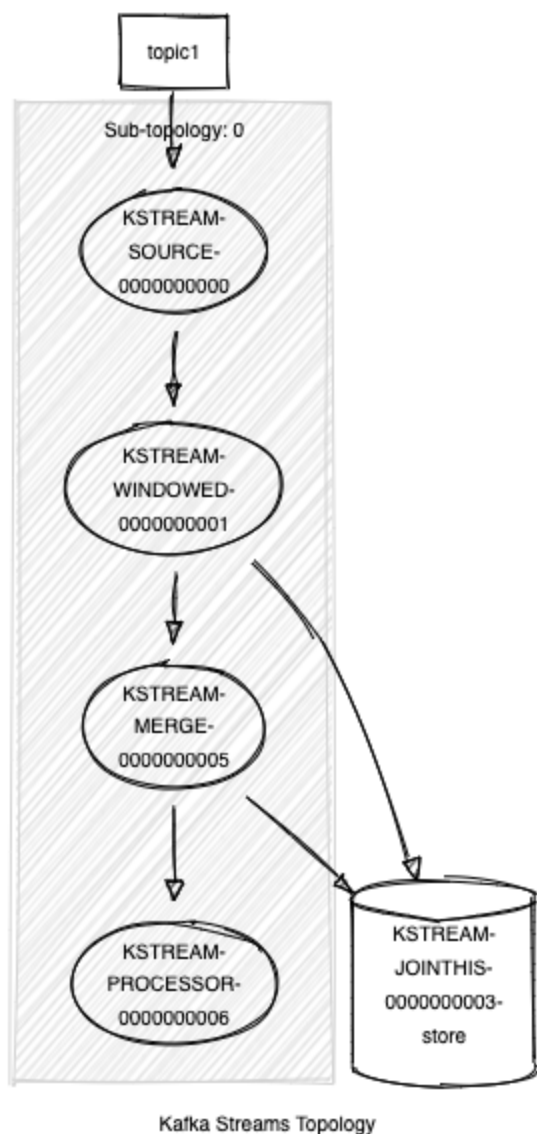 topic1
Sub-topology: 0
KSTREAM-
SOURCE-
0000000000
KSTREAM-
WINDOWED-
0000000001
KSTREAM-
MERGE-
0000000005
KSTREAM-
PROCESSOR-
0000000006
KSTREAM-
JOINTHIS-
0000000003-
store
Kafka Streams Topology